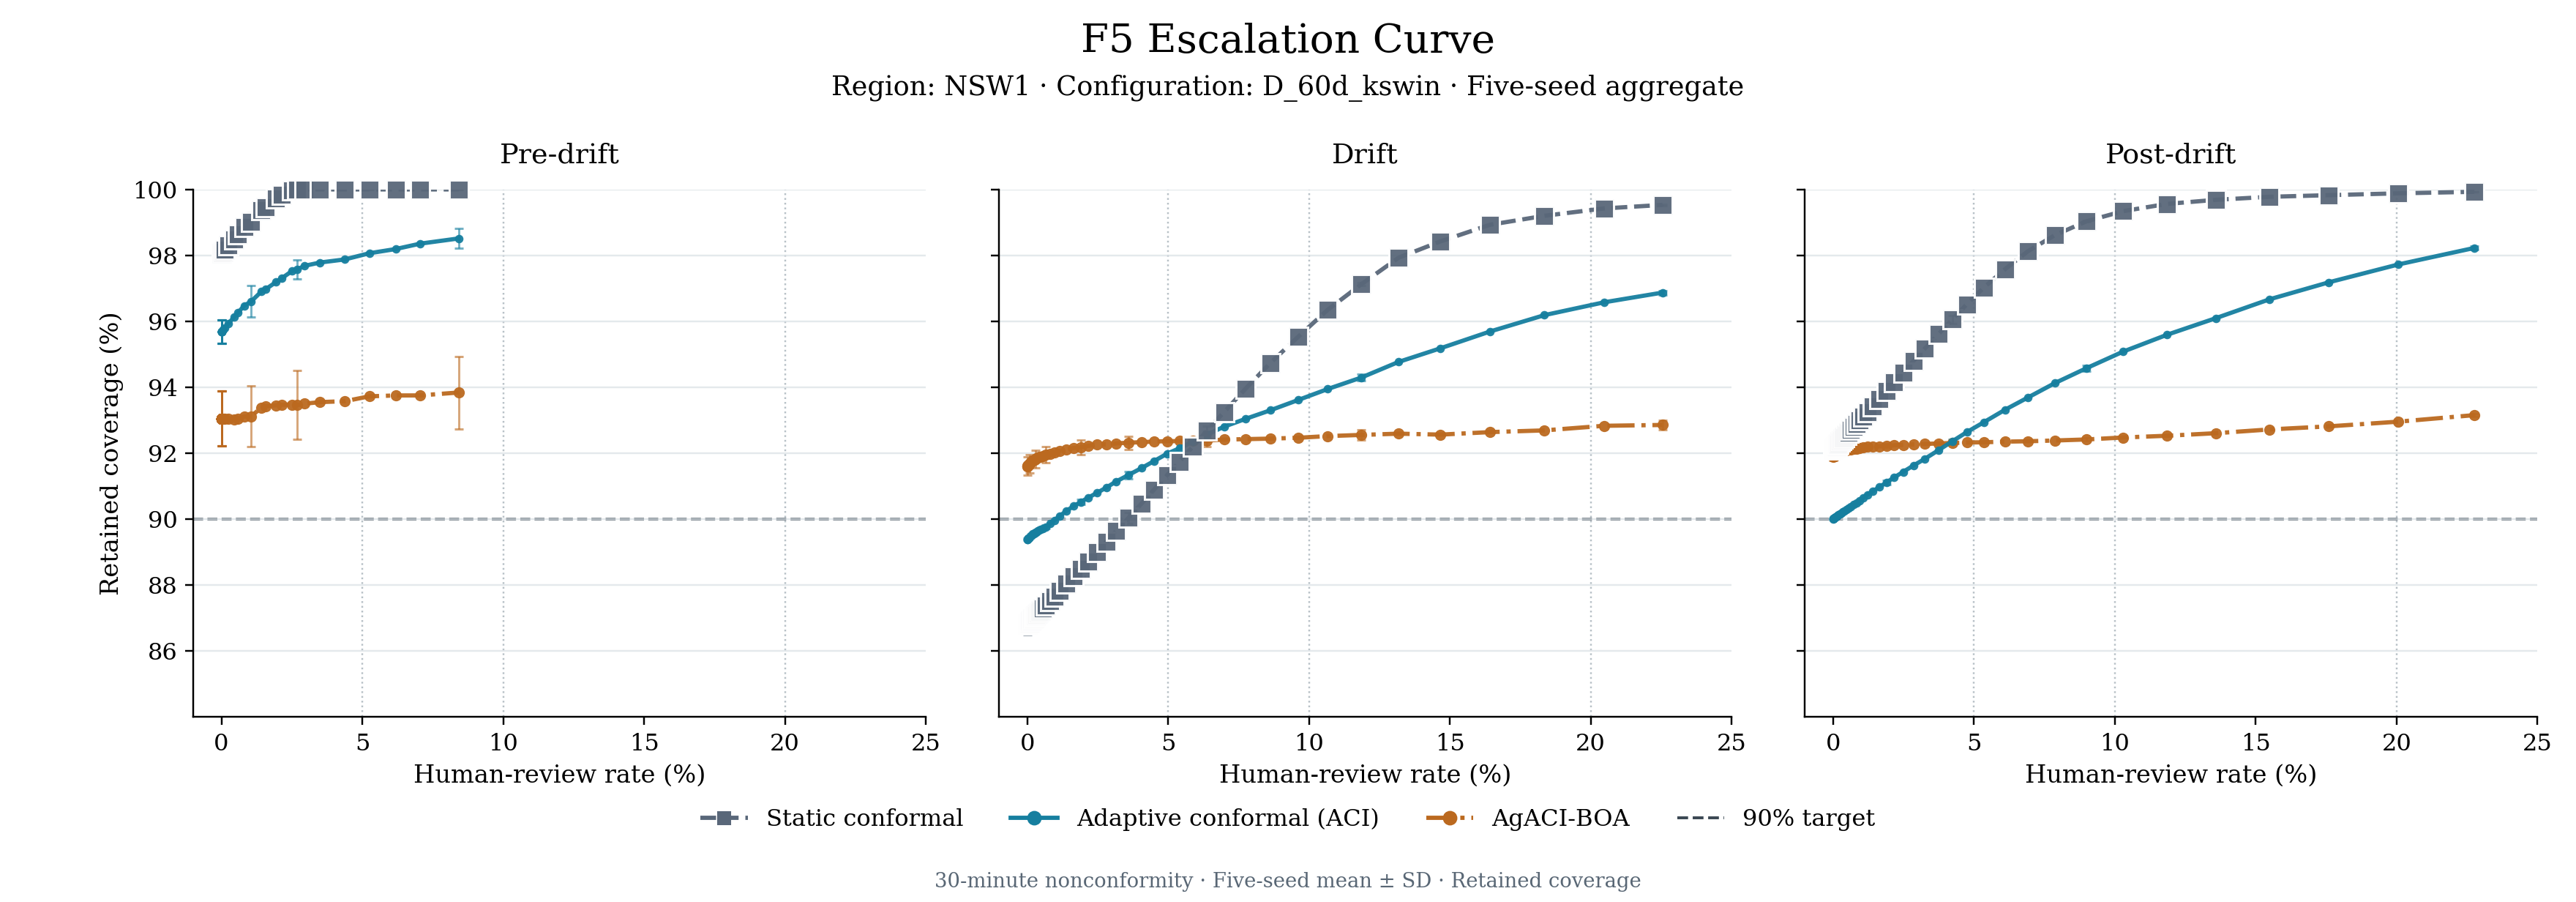 F5 Escalation Curve
Region: NSW1 · Configuration: D_60d_kswin · Five-seed aggregate
Pre-drift
Drift
Post-drift
Retained coverage (%)
100
98
96
94
92
90
88
86
0 5 10 15 20 25
0 5 10 15 20 25
0 5 10 15 20 25
Human-review rate (%)
Human-review rate (%)
Human-review rate (%)
Static conformal
Adaptive conformal (ACI)
AgACI-BOA
90% target
30-minute nonconformity · Five-seed mean ± SD · Retained coverage